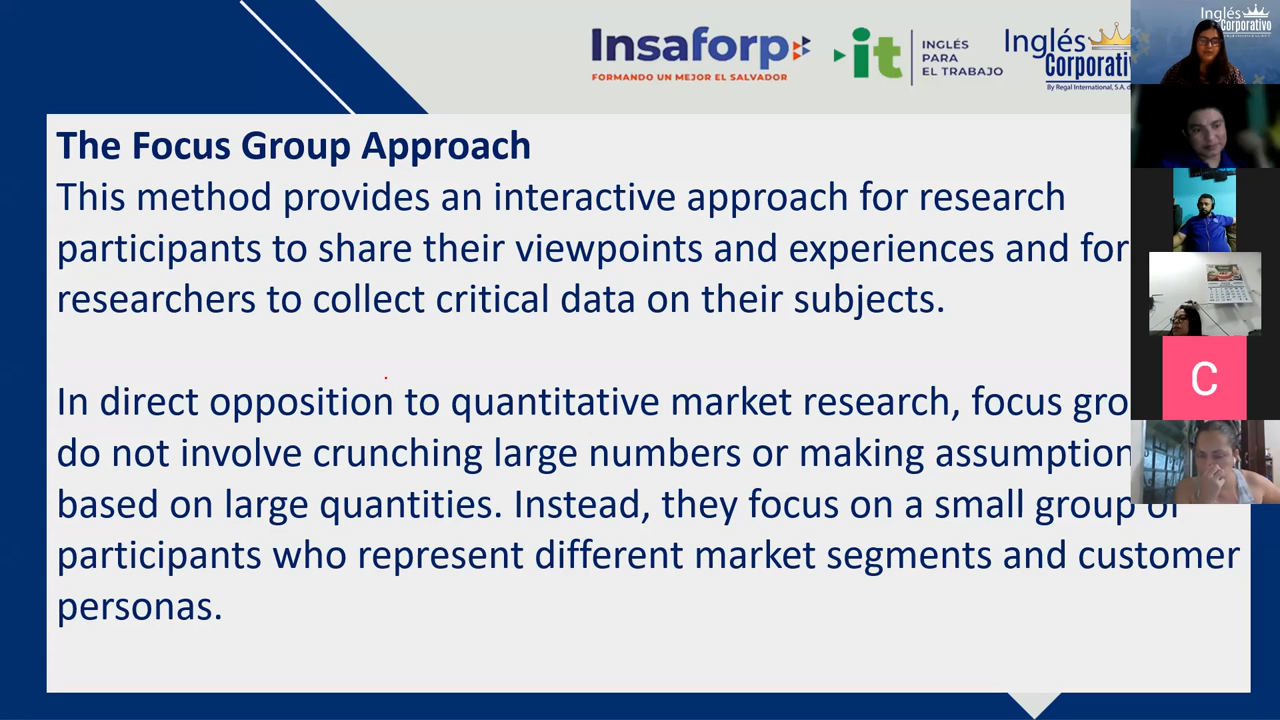 Insaforp
FORMANDO UN MEJOR EL SALVADOR
it
INGLÉS
PARA
EL TRABAJO
Inglés
Corporativ
By Regal International, S.A.
Inglés
Corporativo
The Focus Group Approach
This method provides an interactive approach for research
participants to share their viewpoints and experiences and for
researchers to collect critical data on their subjects.
In direct opposition to quantitative market research, focus gro
do not involve crunching large numbers or making assumption
based on large quantities. Instead, they focus on a small group of
participants who represent different market segments and customer
personas.
C